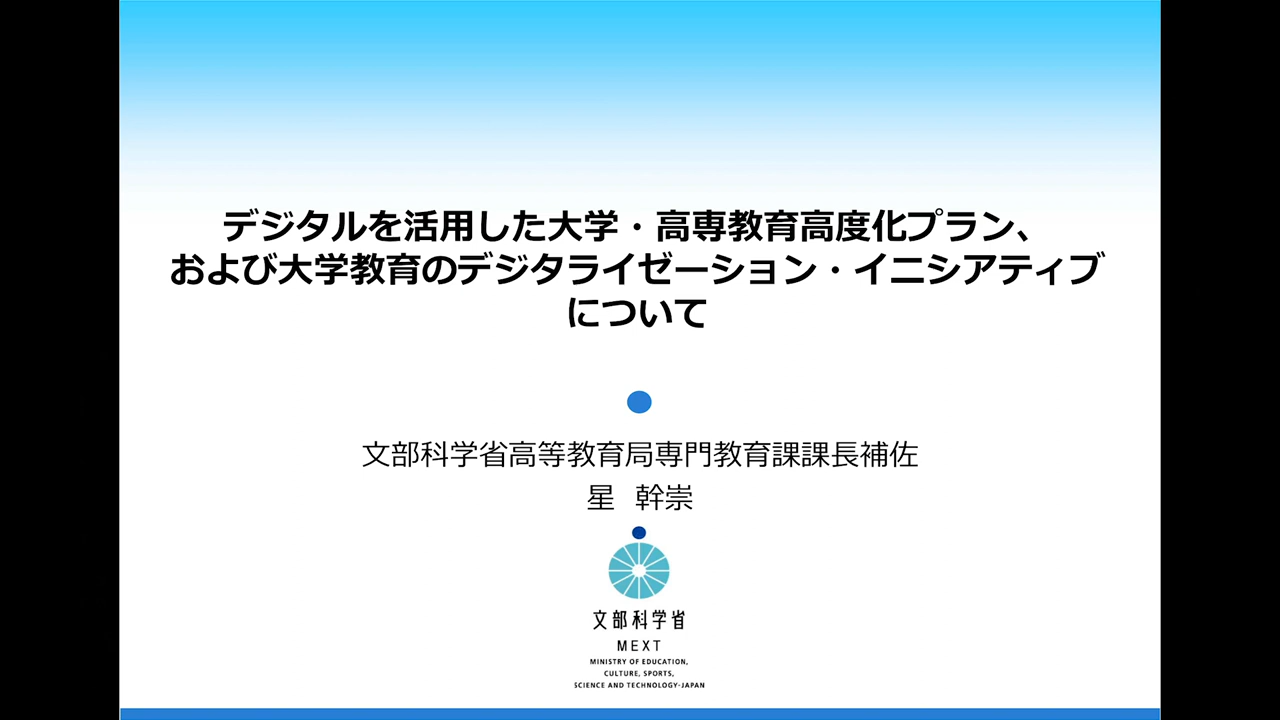 デジタルを活用した大学・高専教育高度化プラン、
および大学教育のデジタライゼーション・イニシアティブ
について
文部科学省高等教育局専門教育課課長補佐
星 幹崇
文部科学省
MEXT
MINISTRY OF EDUCATION,
CULTURE, SPORTS,
SCIENCE AND TECHNOLOGY-JAPAN